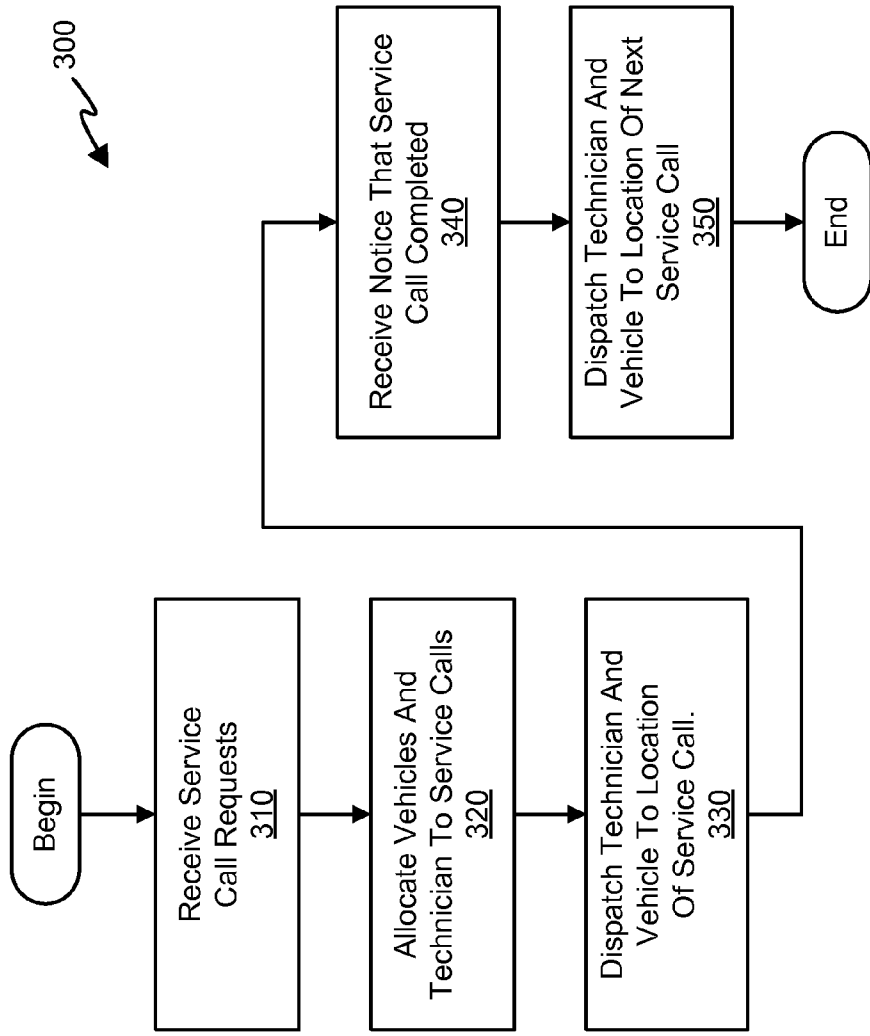 300
Begin
Receive Service
Call Requests
310
Allocate Vehicles And
Technician To Service Calls
320
Dispatch Technician And
Vehicle To Location
Of Service Call.
330
Receive Notice That Service
Call Completed
340
Dispatch Technician And
Vehicle To Location Of Next
Service Call
350
End